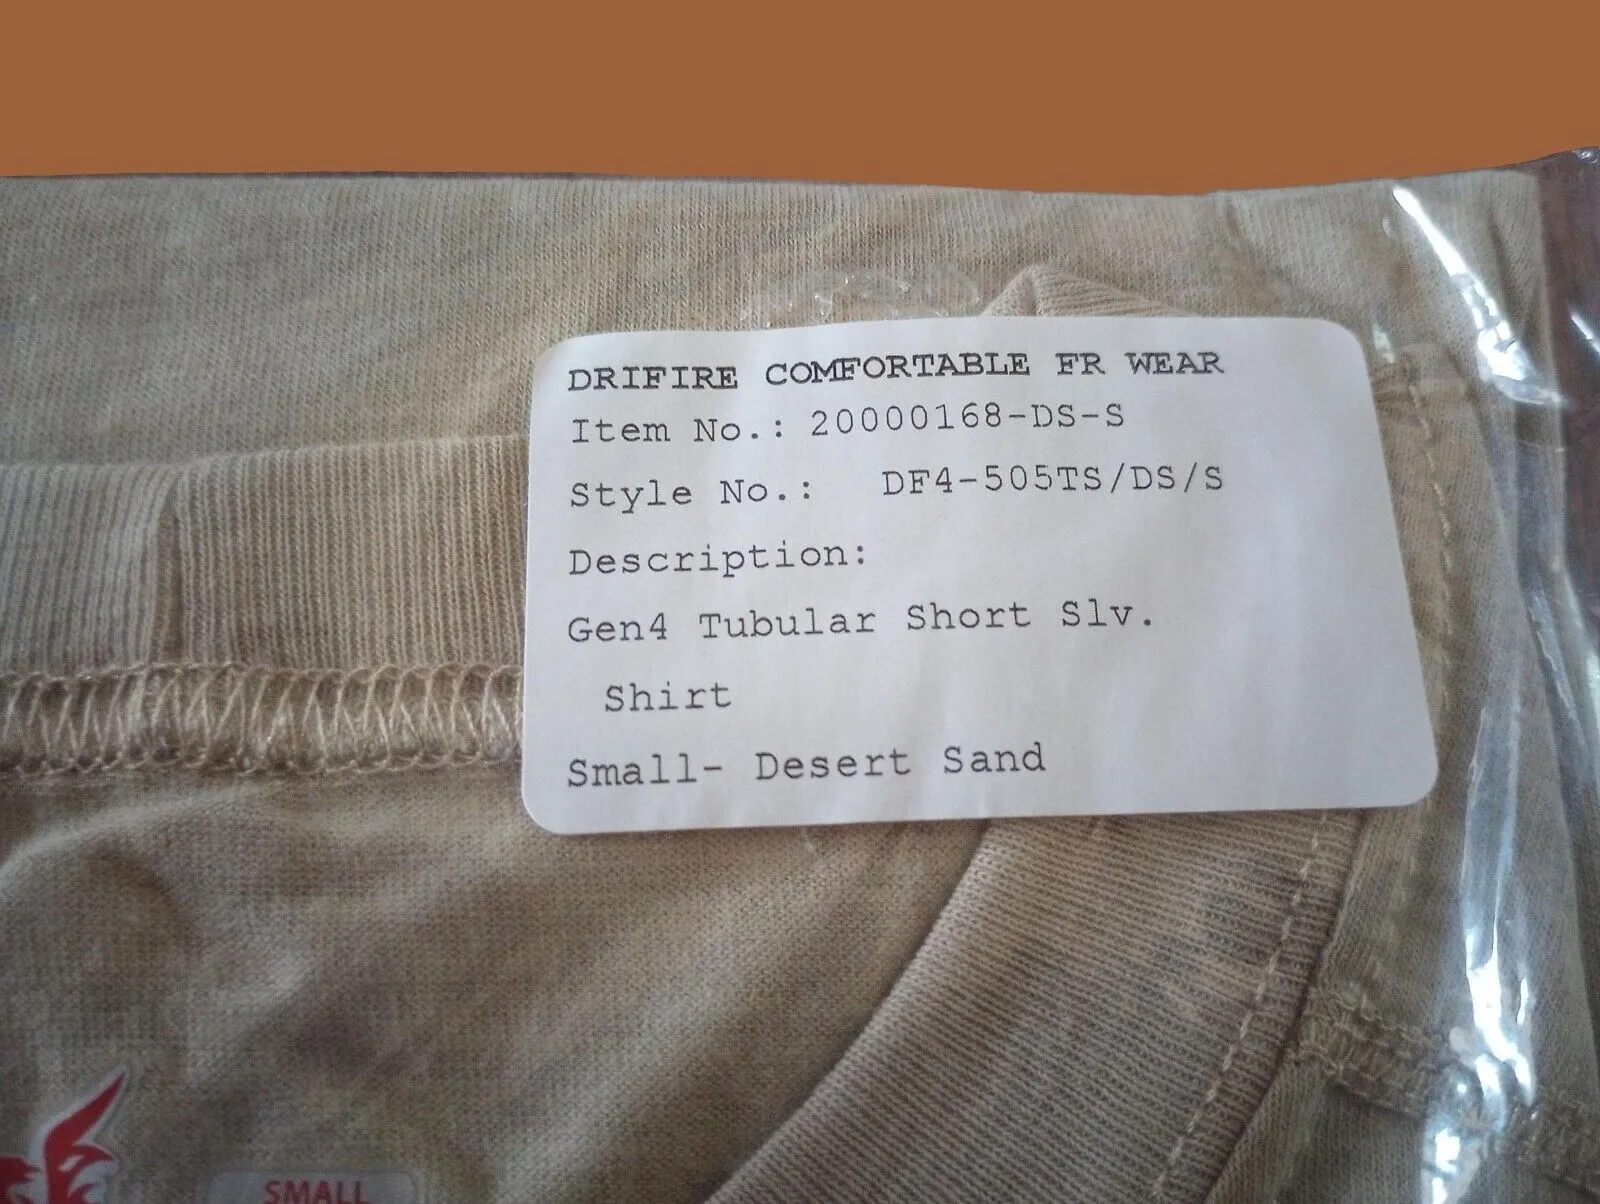 DRIFIRE COMFORTABLE FR WEAR
Item No.: 20000168-DS-S
Style No.: DF4-505TS/DS/S
Description:
Gen4 Tubular Short Slv.
Shirt
Small- Desert Sand
SMALL